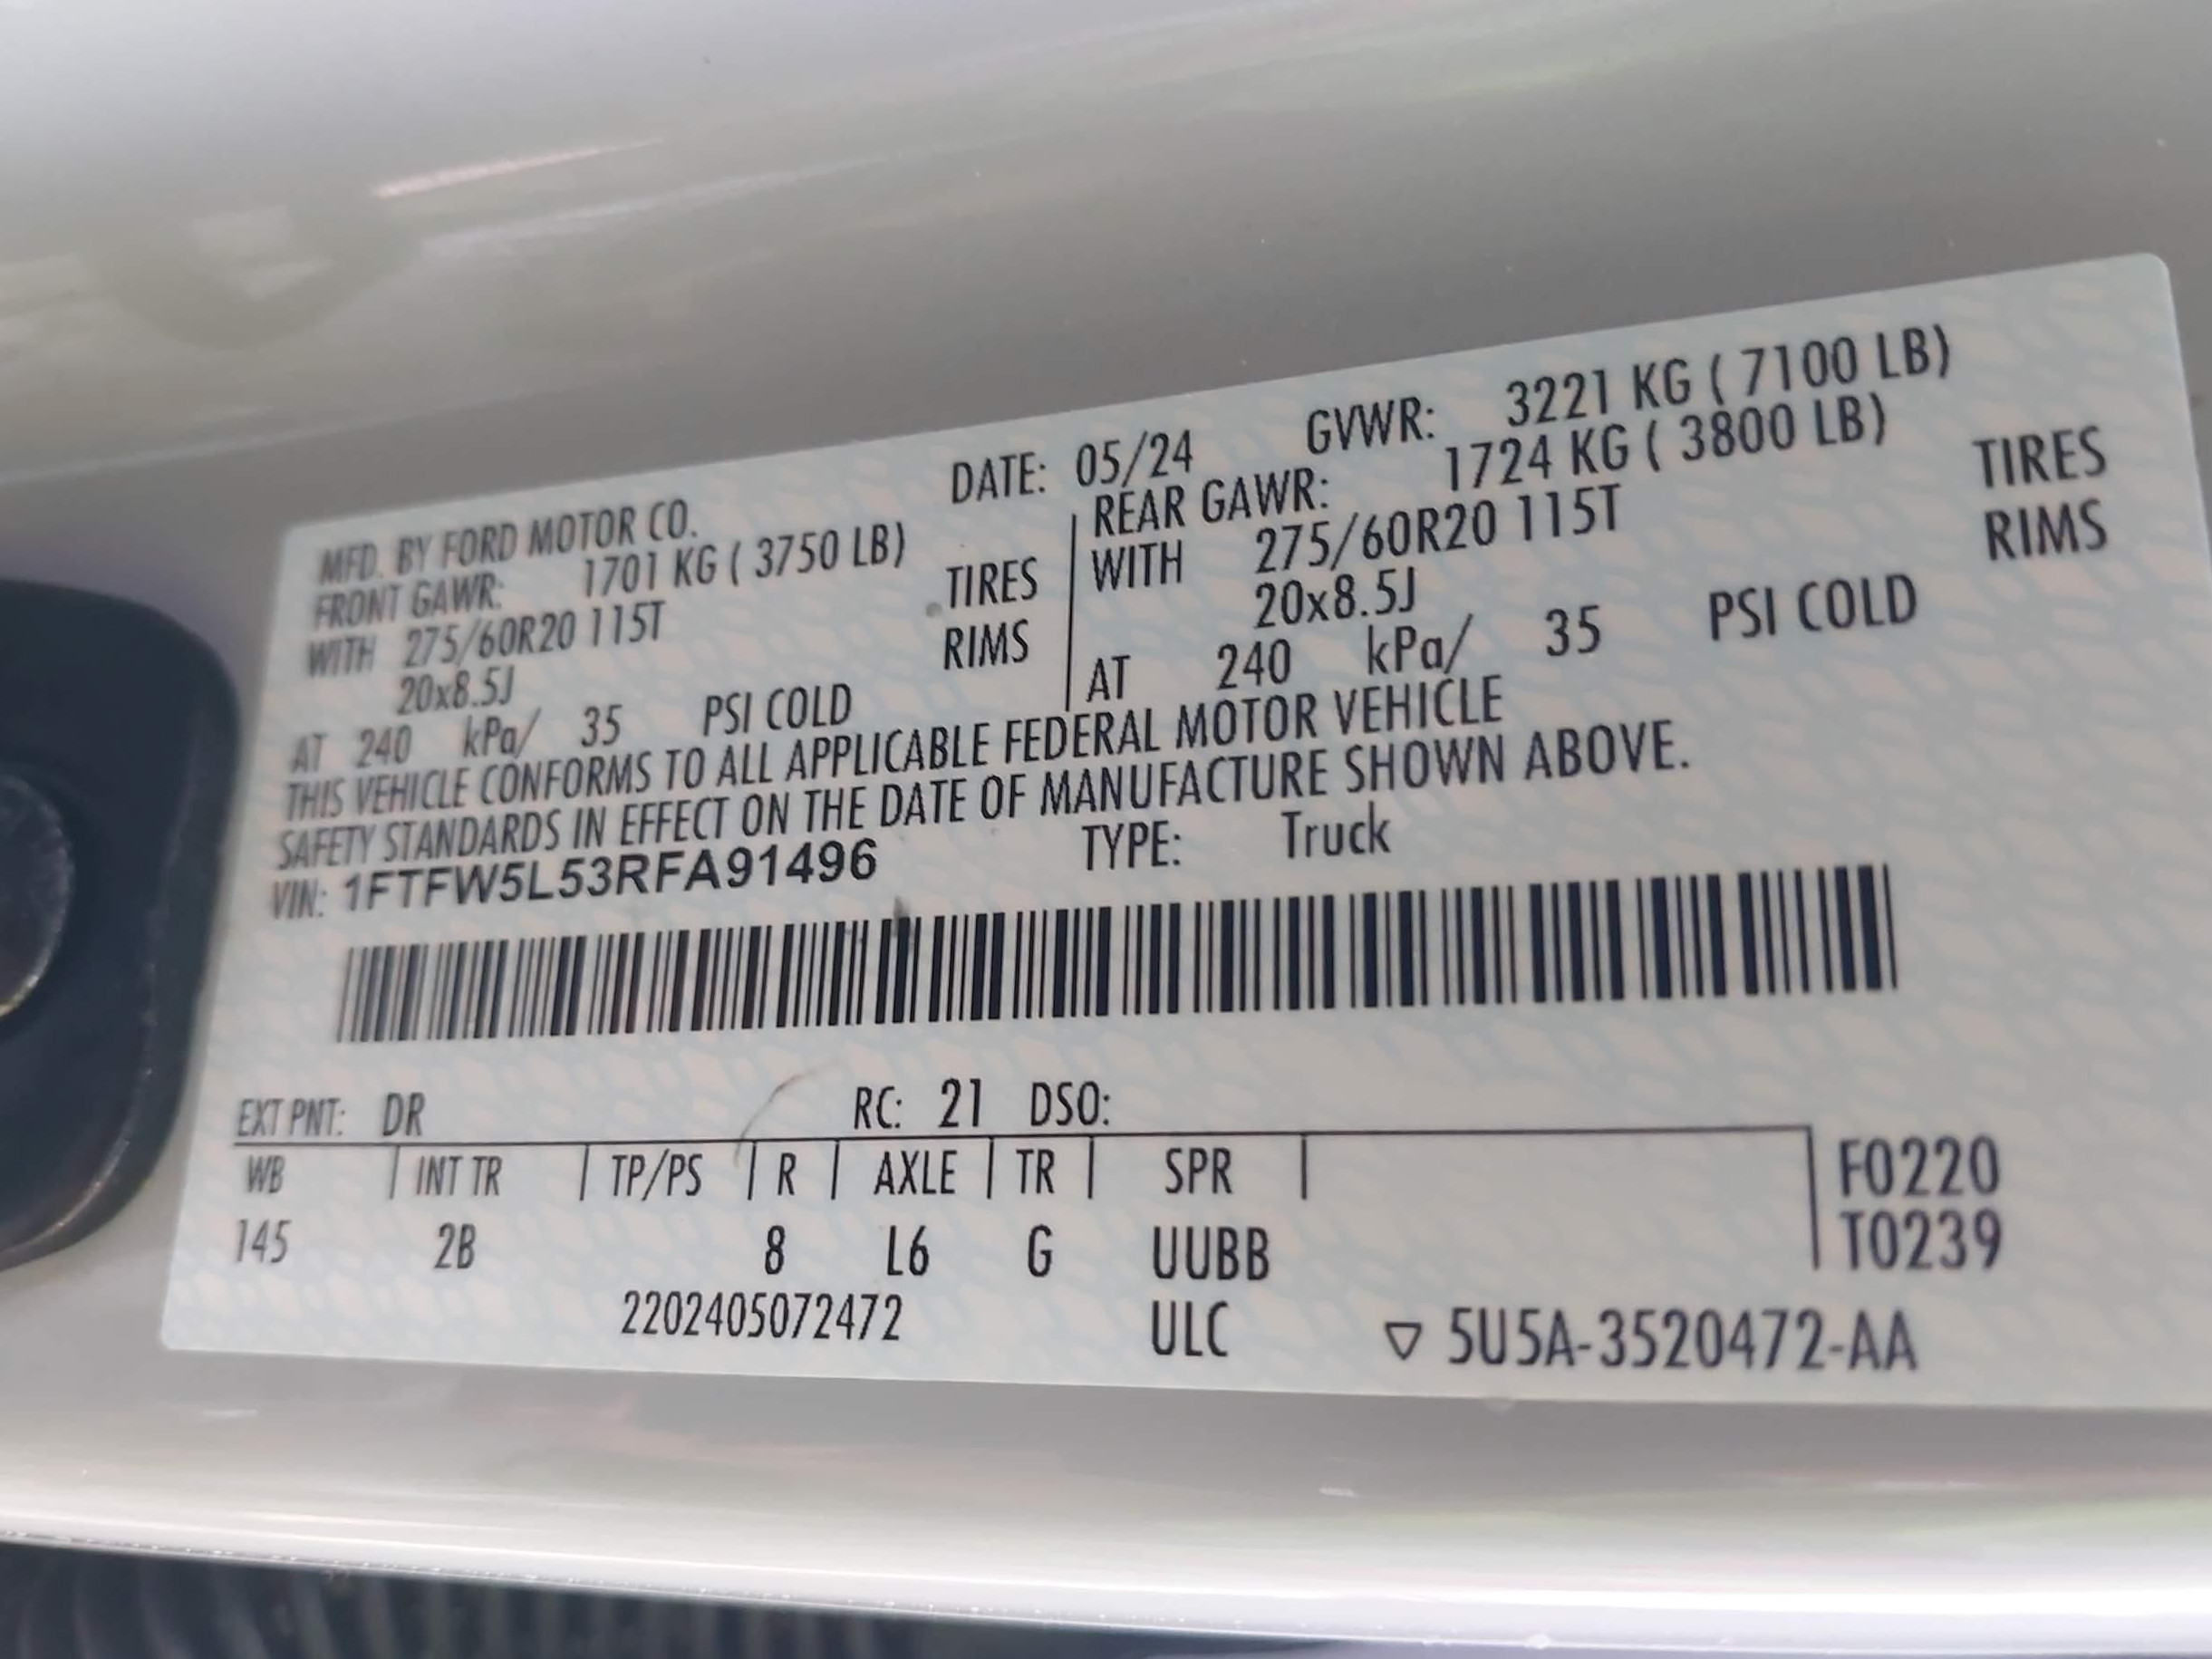 MFD. BY FORD MOTOR CO. DATE: 05/24 GVWR: 3221 KG ( 7100 LB)
FRONT GAWR: 1701 KG ( 3750 LB) REAR GAWR: 1724 KG ( 3800 LB)
WITH 275/60R20 115T TIRES WITH 275/60R20 115T TIRES
20x8.5J RIMS 20x8.5J RIMS
AT 240 kPa/ 35 PSI COLD AT 240 kPa/ 35 PSI COLD
THIS VEHICLE CONFORMS TO ALL APPLICABLE FEDERAL MOTOR VEHICLE
SAFETY STANDARDS IN EFFECT ON THE DATE OF MANUFACTURE SHOWN ABOVE.
VIN: 1FTFW5L53RFA91496 TYPE: Truck
EXT PNT: DR RC: 21 DSO:
WB INT TR TP/PS R AXLE TR SPR F0220
145 2B 8 L6 G UUBB T0239
2202405072472 ULC ▽ 5U5A-3520472-AA